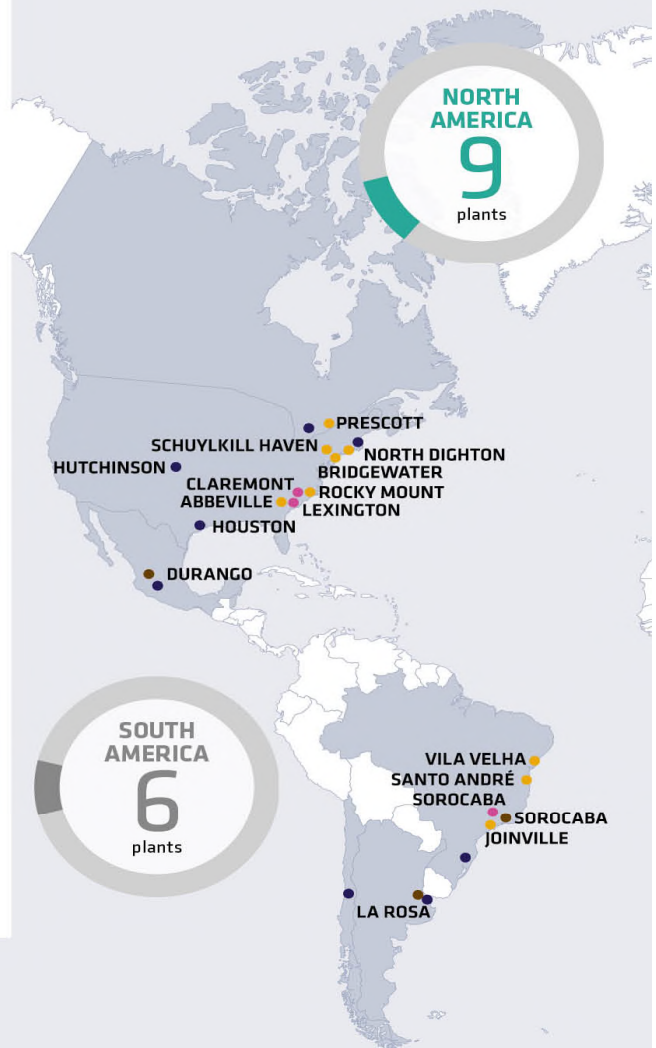 NORTH
AMERICA
9
plants
PRESCOTT
SCHUYLKILL HAVEN
NORTH DIGHTON
HUTCHINSON
BRIDGEWATER
CLAREMONT
ROCKY MOUNT
ABBEVILLE
LEXINGTON
HOUSTON
DURANGO
SOUTH
AMERICA
6
plants
VILA VELHA
SANTO ANDRÉ
SOROCABA
SOROCABA
JOINVILLE
LA ROSA